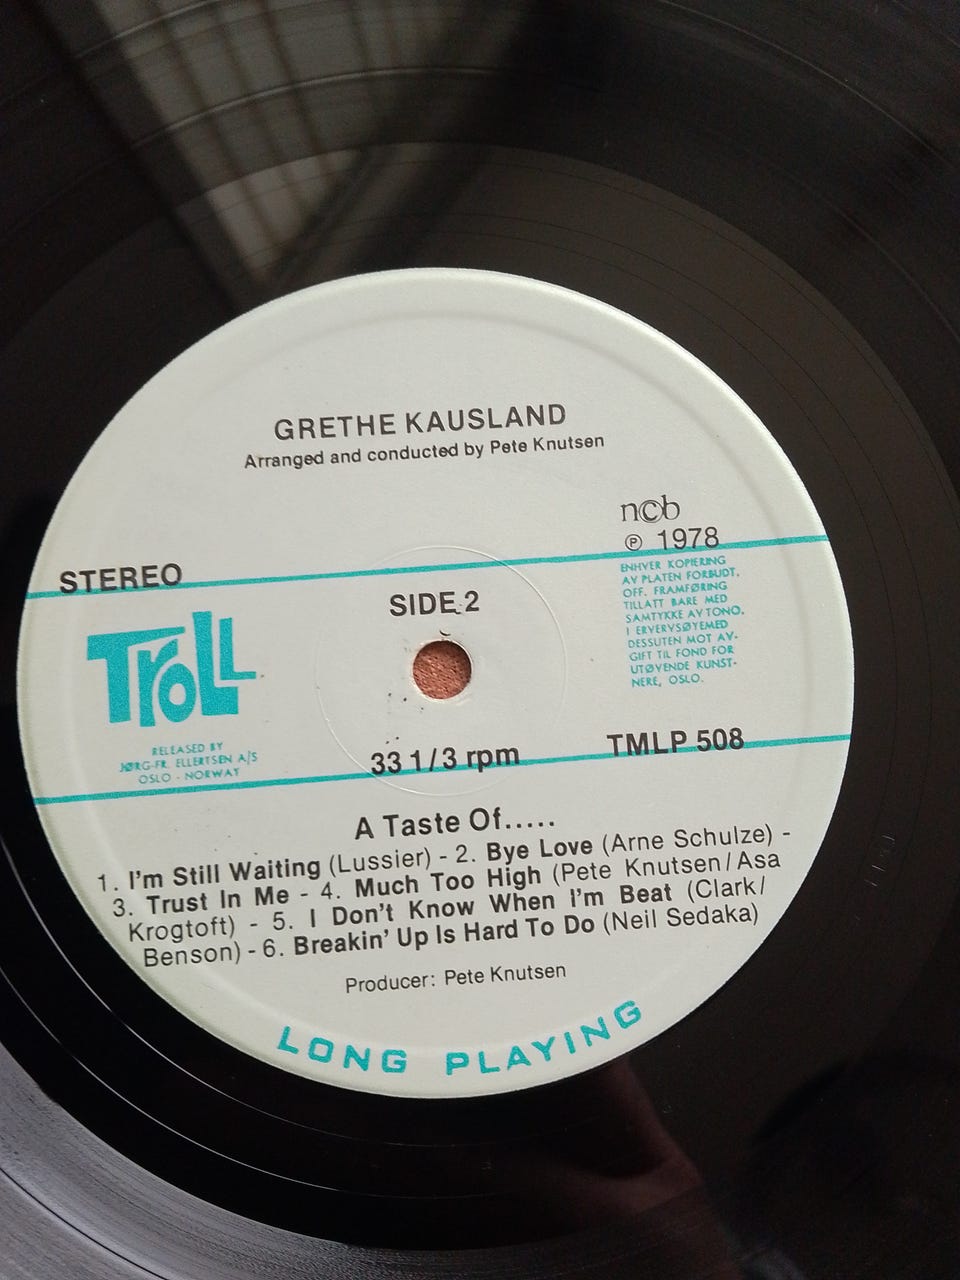 GRETHE KAUSLAND
Arranged and conducted by Pete Knutsen
ncb
℗ 1978
STEREO
ENHVER KOPIERING
AV PLATEN FORBUDT.
OFF. FRAMFØRING
TILLATT BARE MED
SAMTYKKE AV TONO.
I ERVERVSØYEMED
DESSUTEN MOT AV-
GIFT TIL FOND FOR
UTØVENDE KUNST-
NERE, OSLO.
SIDE 2
TROLL
RELEASED BY
JØRG-FR. ELLERTSEN A/S
OSLO - NORWAY
33 1/3 rpm
TMLP 508
A Taste Of.....
1. I'm Still Waiting (Lussier) - 2. Bye Love (Arne Schulze) -
3. Trust In Me - 4. Much Too High (Pete Knutsen/Asa
Krogtoft) - 5. I Don't Know When i'm Beat (Clark/
Benson) - 6. Breakin' Up Is Hard To Do (Neil Sedaka)
Producer: Pete Knutsen
LONG PLAYING